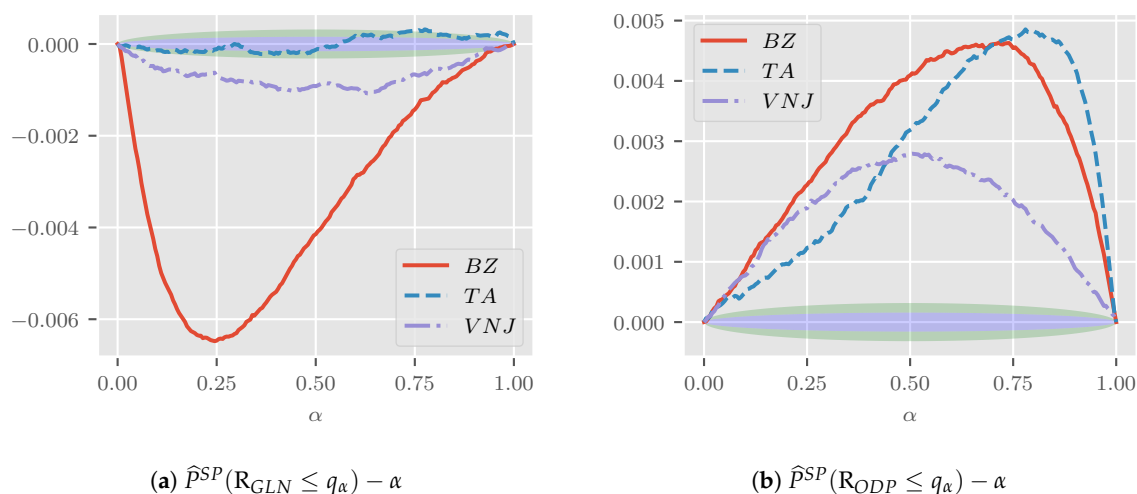 0.000
−0.002
−0.004
−0.006
BZ
TA
VNJ
0.00 0.25 0.50 0.75 1.00
α
(a) P̂^SP(R_GLN ≤ q_α) − α
0.005
0.004
0.003
0.002
0.001
0.000
BZ
TA
VNJ
0.00 0.25 0.50 0.75 1.00
α
(b) P̂^SP(R_ODP ≤ q_α) − α